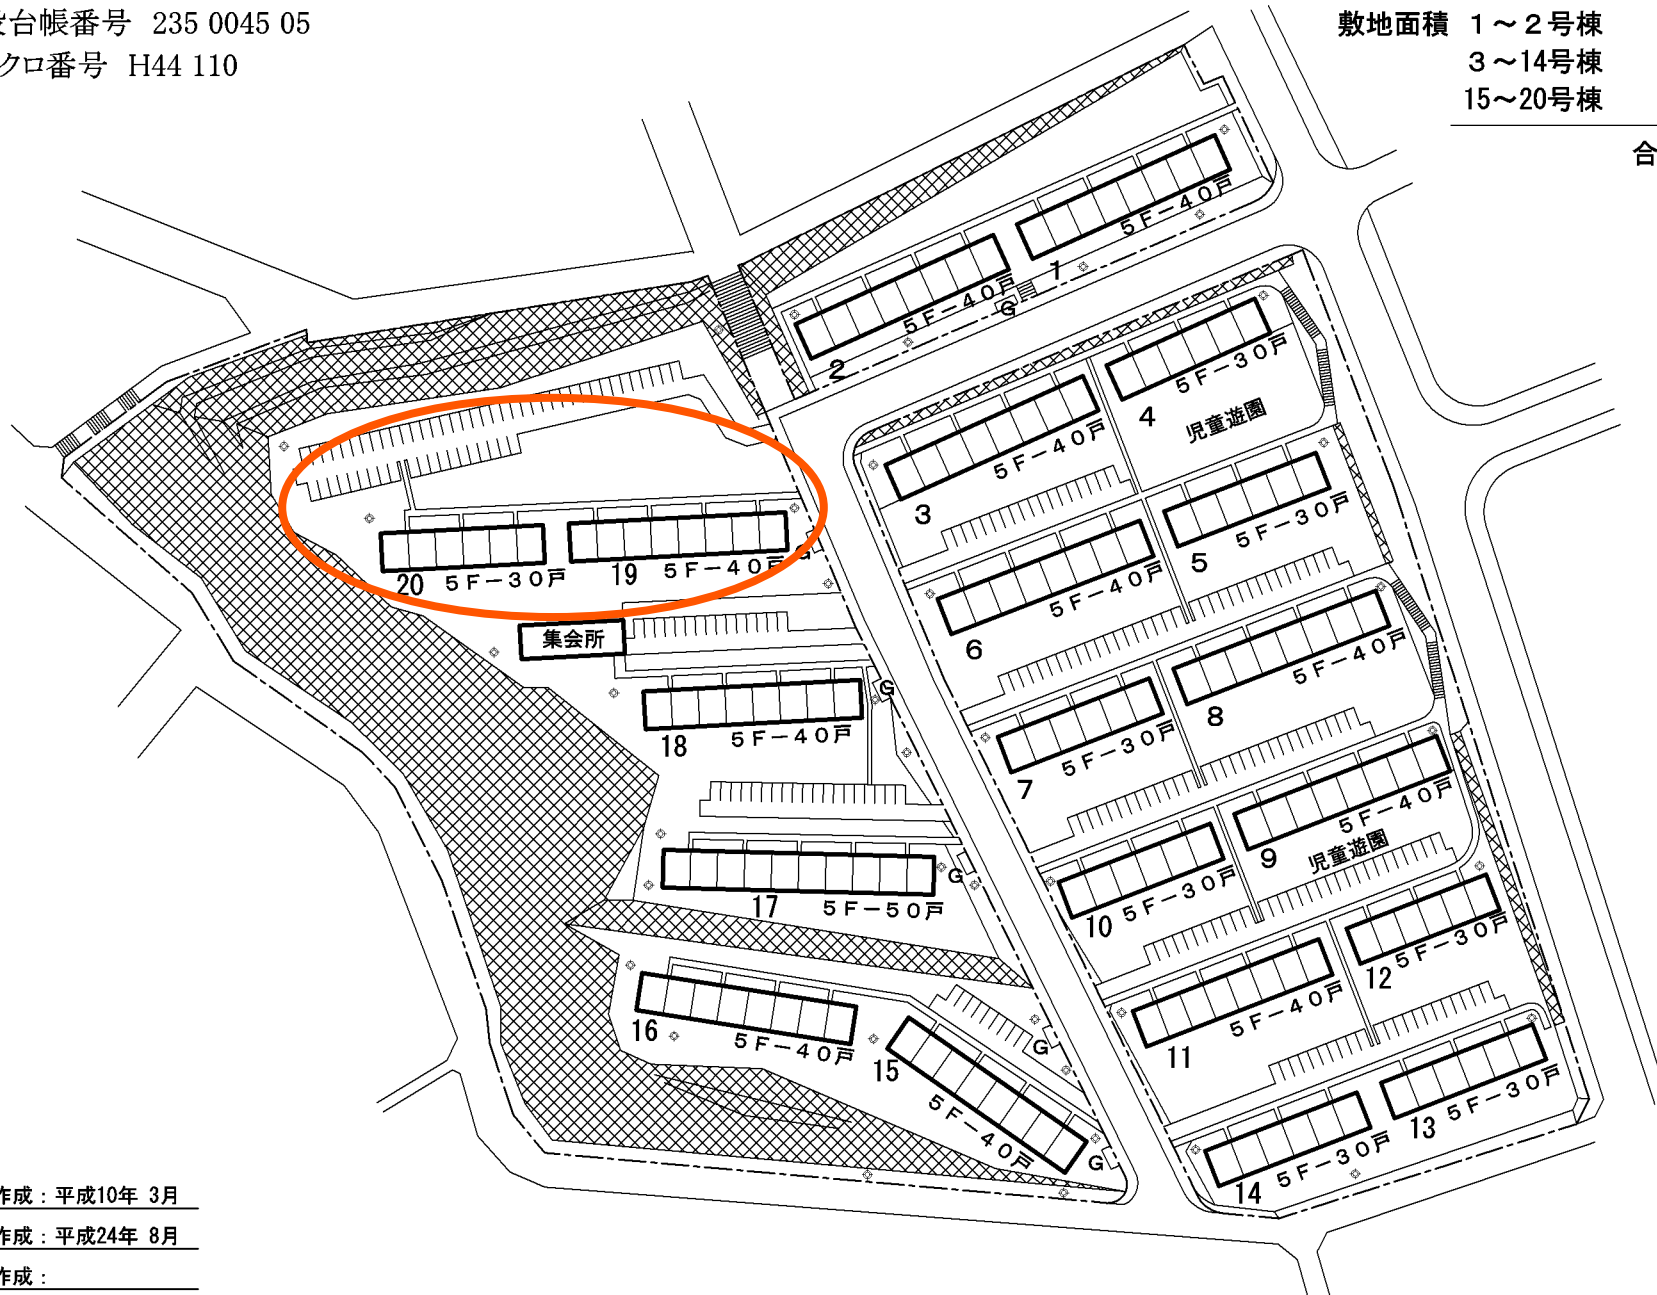 台帳番号 235 0045 05
クロ番号 H44 110
敷地面積 1～2号棟
3～14号棟
15～20号棟
合
1
5F-40戸
2
5F-40戸
G
3
5F-40戸
4
5F-30戸
児童遊園
5
5F-30戸
6
5F-40戸
7
5F-30戸
8
5F-40戸
9
5F-40戸
児童遊園
10
5F-30戸
11
5F-40戸
12
5F-30戸
13
5F-30戸
14
5F-30戸
20
5F-30戸
19
5F-40戸
G
集会所
18
5F-40戸
G
17
5F-50戸
G
16
5F-40戸
15
5F-40戸
G
G
作成：平成10年 3月
作成：平成24年 8月
作成：